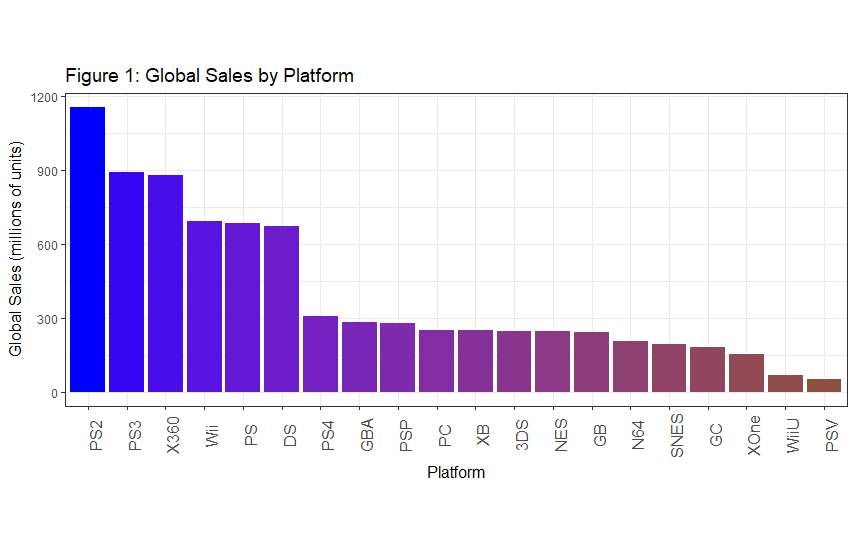 Figure 1: Global Sales by Platform
Global Sales (millions of units)
1200
900
600
300
0
PS2
PS3
X360
Wii
PS
DS
PS4
GBA
PSP
PC
XB
3DS
NES
GB
N64
SNES
GC
XOne
WiiU
PSV
Platform